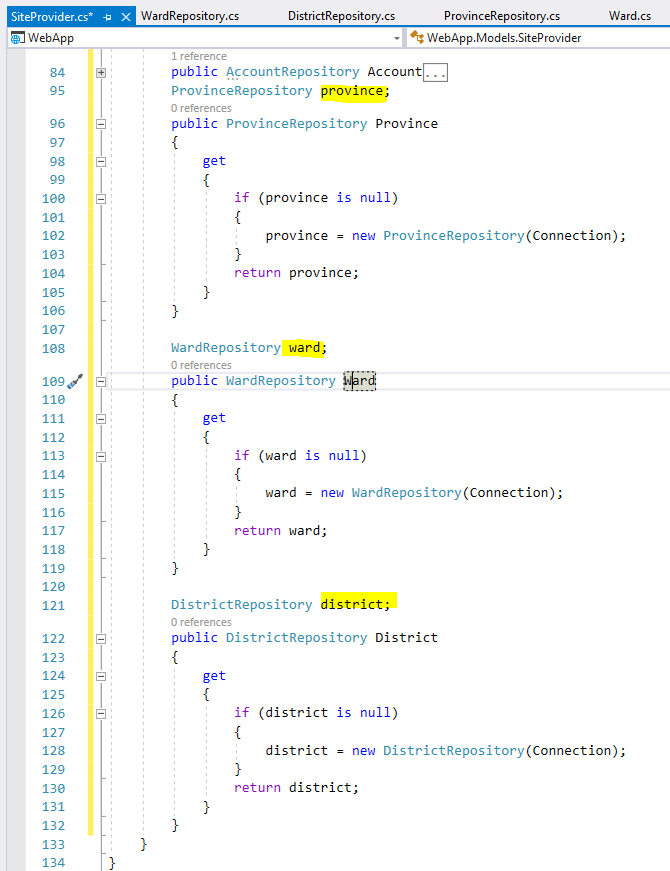 SiteProvider.cs* WardRepository.cs DistrictRepository.cs ProvinceRepository.cs Ward.cs
WebApp WebApp.Models.SiteProvider
1 reference
84 public AccountRepository Account...
95 ProvinceRepository province;
0 references
96 public ProvinceRepository Province
97 {
98 get
99 {
100 if (province is null)
101 {
102 province = new ProvinceRepository(Connection);
103 }
104 return province;
105 }
106 }
107
108 WardRepository ward;
0 references
109 public WardRepository Ward
110 {
111 get
112 {
113 if (ward is null)
114 {
115 ward = new WardRepository(Connection);
116 }
117 return ward;
118 }
119 }
120
121 DistrictRepository district;
0 references
122 public DistrictRepository District
123 {
124 get
125 {
126 if (district is null)
127 {
128 district = new DistrictRepository(Connection);
129 }
130 return district;
131 }
132 }
133 }
134 }